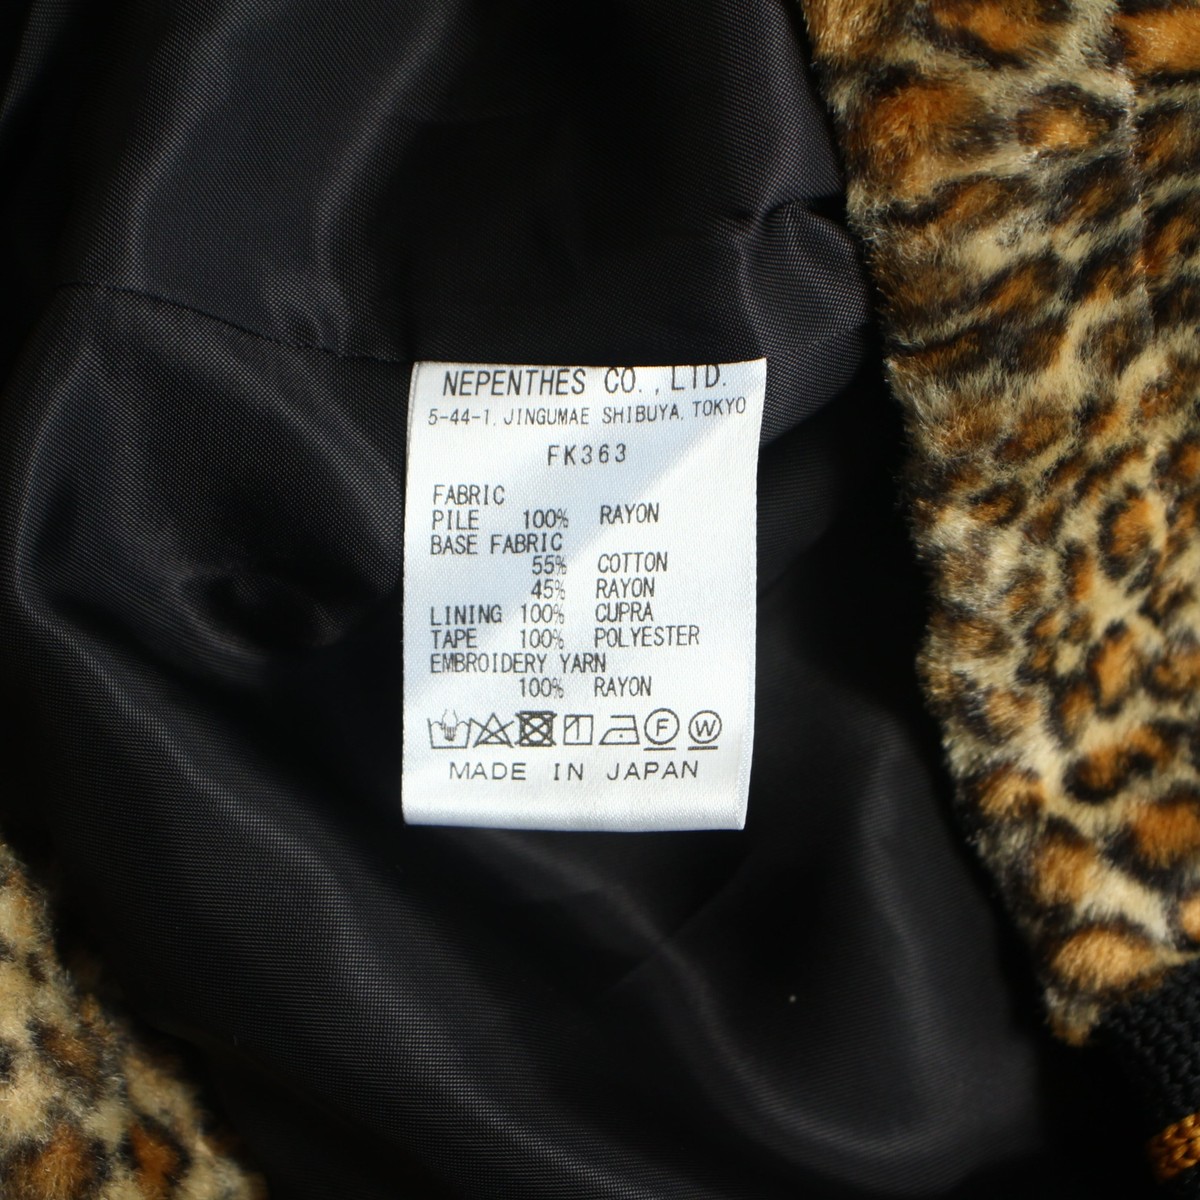 NEPENTHES CO.,LTD.
5-44-1, JINGUMAE SHIBUYA, TOKYO
FK363
FABRIC
PILE 100% RAYON
BASE FABRIC
55% COTTON
45% RAYON
LINING 100% CUPRA
TAPE 100% POLYESTER
EMBROIDERY YARN
100% RAYON
F W
MADE IN JAPAN